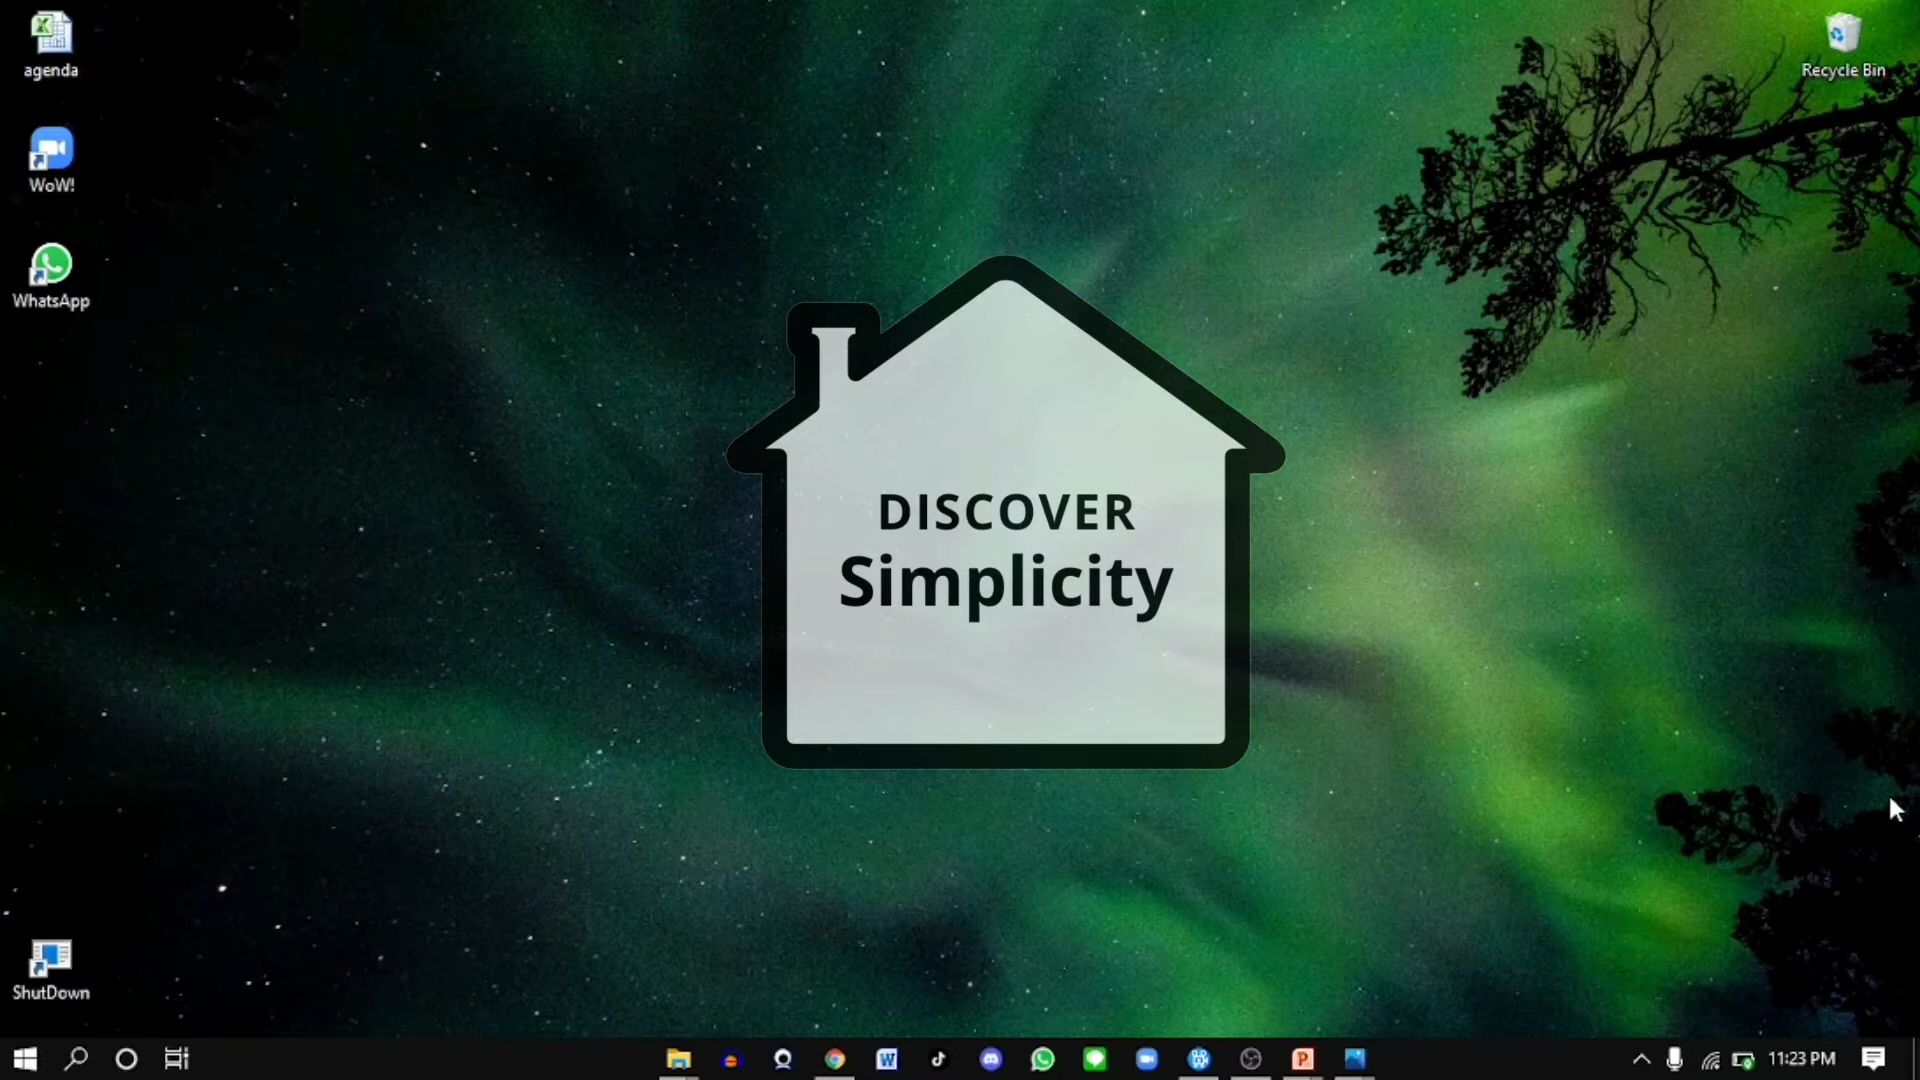 agenda
Recycle Bin
WoW!
WhatsApp
DISCOVER
Simplicity
ShutDown
11:23 PM